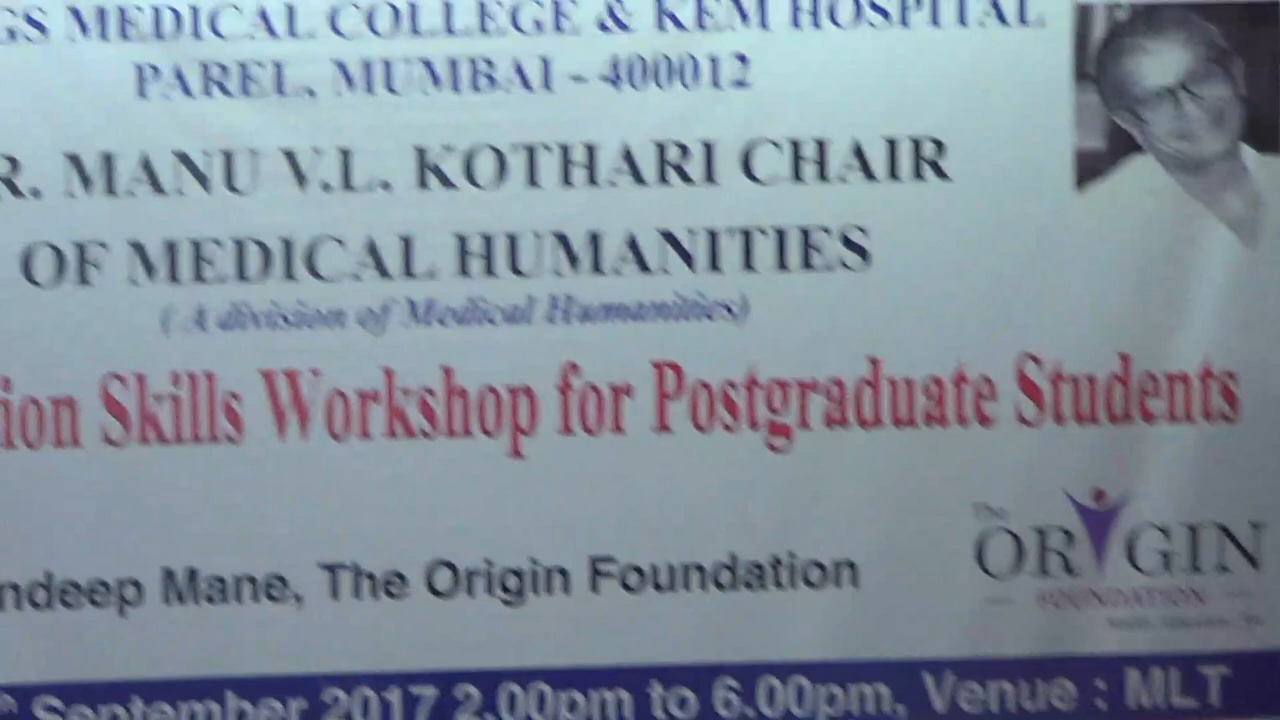 GS MEDICAL COLLEGE & KEM HOSPITAL
PAREL, MUMBAI - 400012
R. MANU V.L. KOTHARI CHAIR
OF MEDICAL HUMANITIES
( A division of Medical Humanities)
ion Skills Workshop for Postgraduate Students
The
ORIGIN
FOUNDATION
ndeep Mane, The Origin Foundation
September 2017 2.00pm to 6.00pm, Venue : MLT